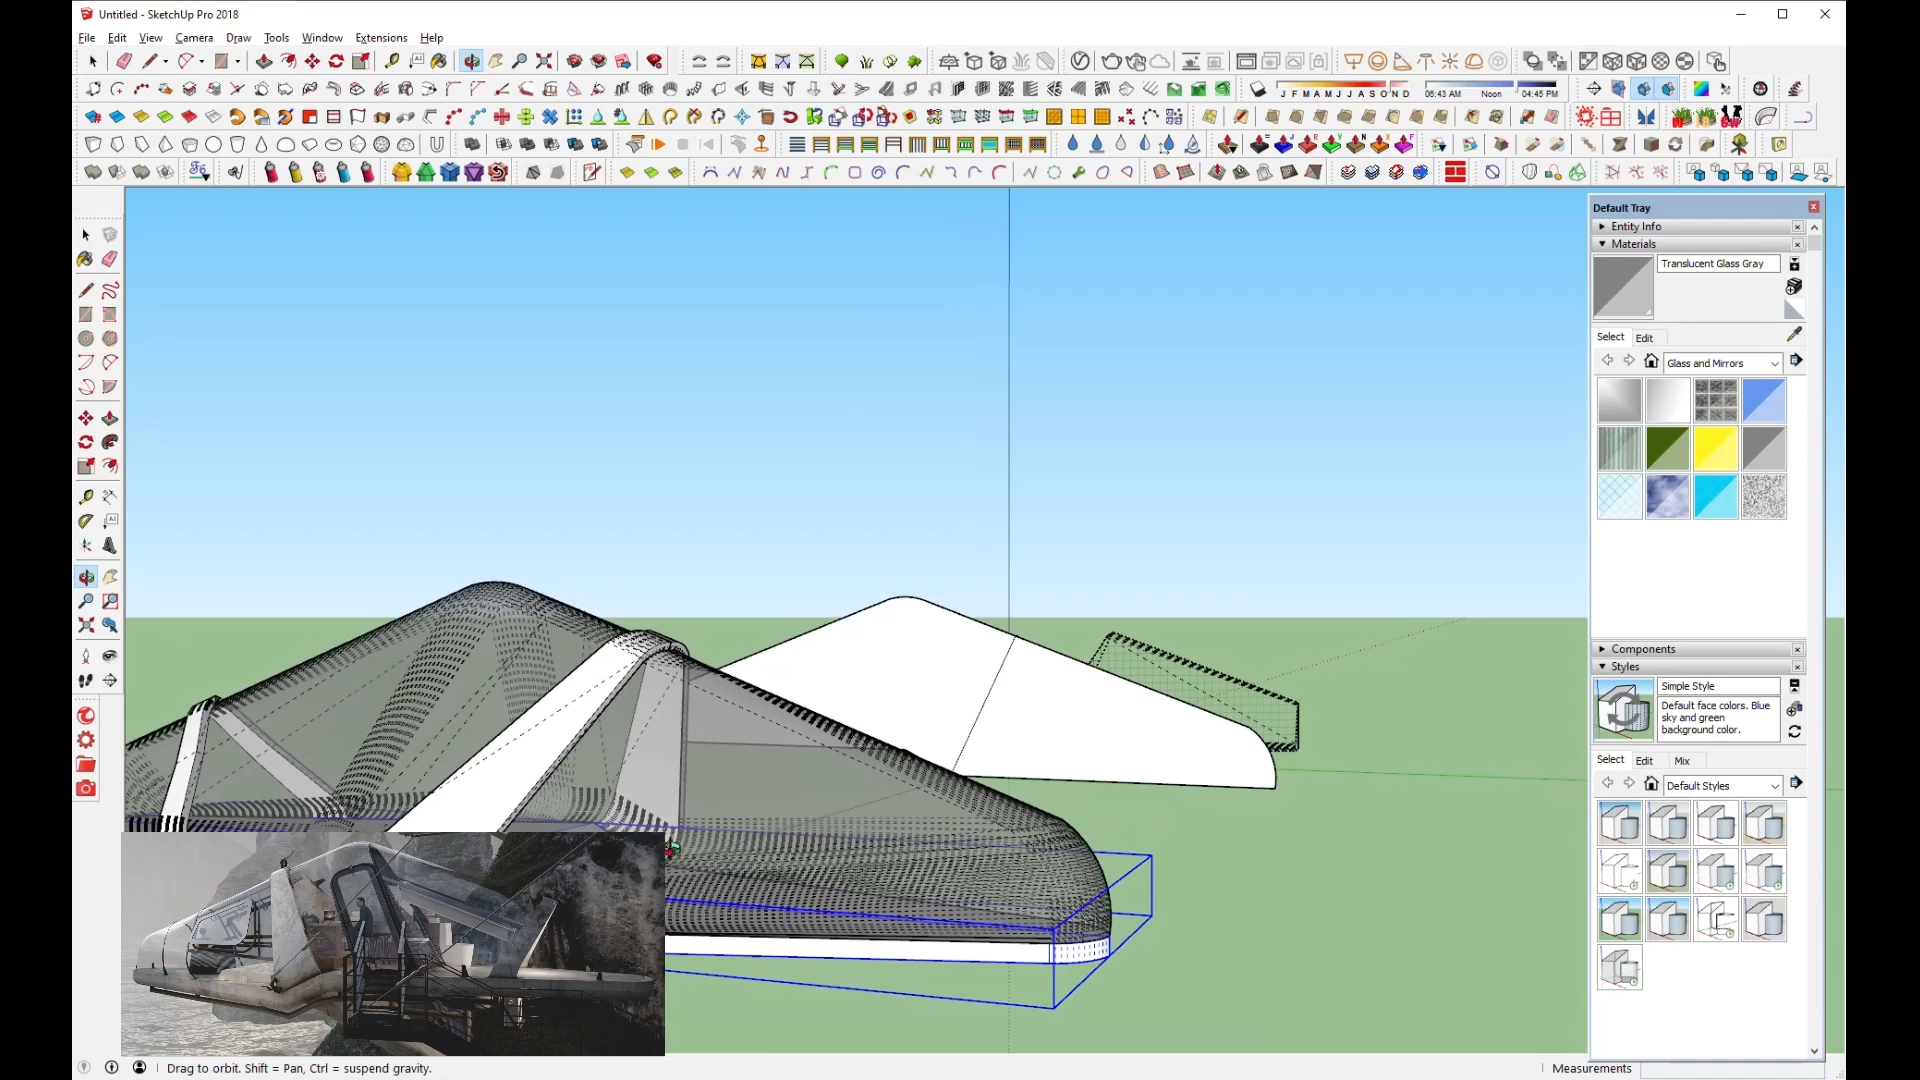 Untitled - SketchUp Pro 2018
File Edit View Camera Draw Tools Window Extensions Help
J F M A M J J A S O N D 06:43 AM Noon 04:45 PM
Default Tray
Entity Info
Materials
Translucent Glass Gray
Select Edit
Glass and Mirrors
Components
Styles
Simple Style
Default face colors. Blue
sky and green
background color.
Select Edit Mix
Default Styles
Drag to orbit. Shift = Pan, Ctrl = suspend gravity.
Measurements